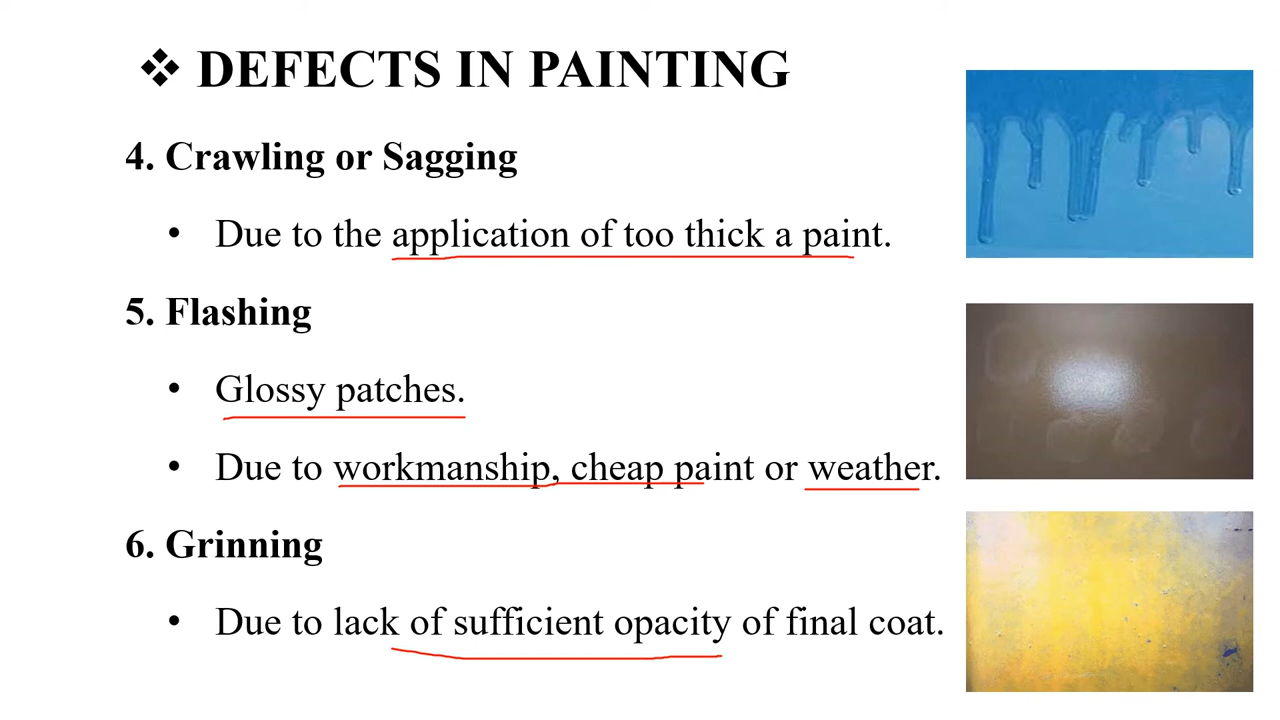 ❖ DEFECTS IN PAINTING
4. Crawling or Sagging
• Due to the application of too thick a paint.
5. Flashing
• Glossy patches.
• Due to workmanship, cheap paint or weather.
6. Grinning
• Due to lack of sufficient opacity of final coat.